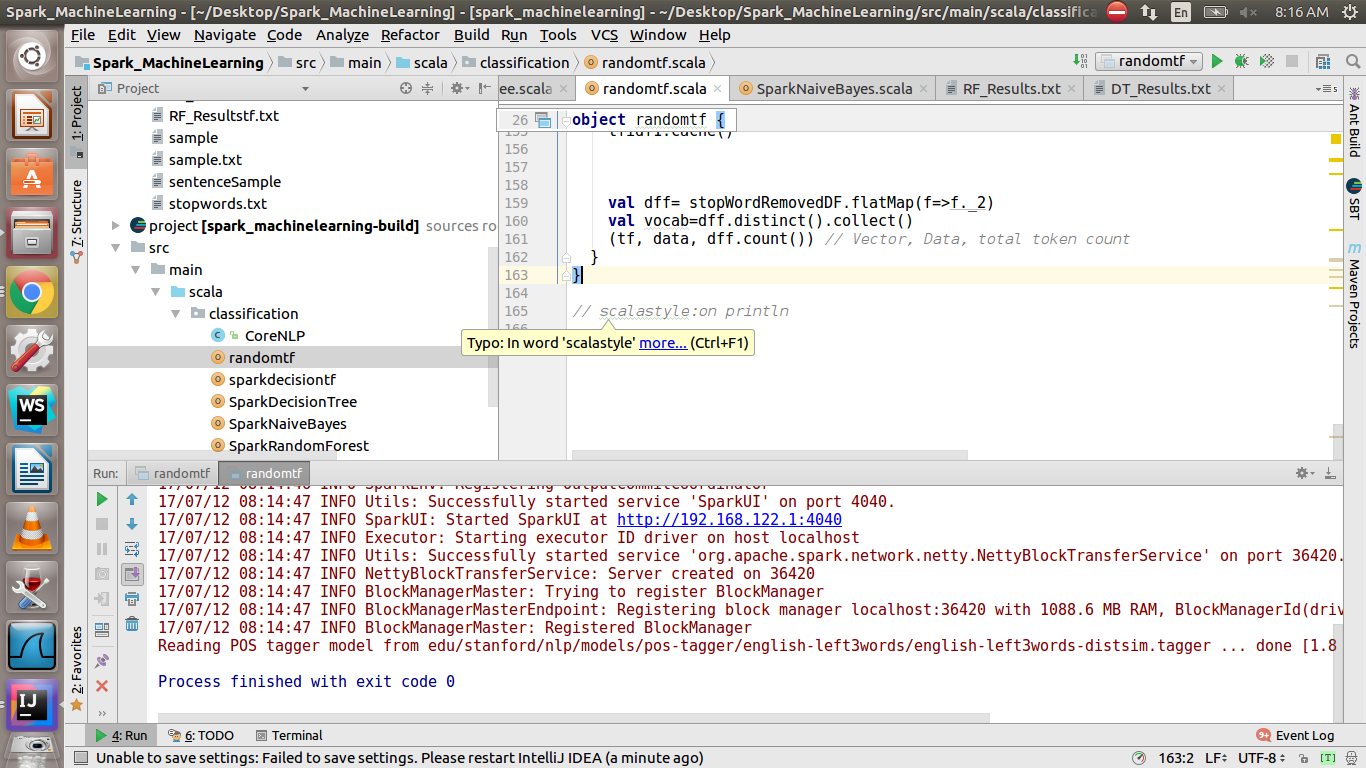 Spark_MachineLearning - [~/Desktop/Spark_MachineLearning] - [spark_machinelearning] - ~/Desktop/Spark_MachineLearning/src/main/scala/classifica
En
8:16 AM
File Edit View Navigate Code Analyze Refactor Build Run Tools VCS Window Help
Spark_MachineLearning src main scala classification randomtf.scala
randomtf
Project
ee.scala randomtf.scala SparkNaiveBayes.scala RF_Results.txt DT_Results.txt
1: Project
7: Structure
2: Favorites
RF_Resultstf.txt
sample
sample.txt
sentenceSample
stopwords.txt
project [spark_machinelearning-build] sources ro
src
main
scala
classification
CoreNLP
randomtf
sparkdecisiontf
SparkDecisionTree
SparkNaiveBayes
SparkRandomForest
26 object randomtf {
155 tfidf1.cache()
156
157
158
159 val dff= stopWordRemovedDF.flatMap(f=>f._2)
160 val vocab=dff.distinct().collect()
161 (tf, data, dff.count()) // Vector, Data, total token count
162 }
163 }
164
165 // scalastyle:on println
166
Typo: In word 'scalastyle' more... (Ctrl+F1)
Ant Build
SBT
Maven Projects
Run: randomtf randomtf
17/07/12 08:14:47 INFO SparkEnv: Registering OutputCommitCoordinator
17/07/12 08:14:47 INFO Utils: Successfully started service 'SparkUI' on port 4040.
17/07/12 08:14:47 INFO SparkUI: Started SparkUI at http://192.168.122.1:4040
17/07/12 08:14:47 INFO Executor: Starting executor ID driver on host localhost
17/07/12 08:14:47 INFO Utils: Successfully started service 'org.apache.spark.network.netty.NettyBlockTransferService' on port 36420.
17/07/12 08:14:47 INFO NettyBlockTransferService: Server created on 36420
17/07/12 08:14:47 INFO BlockManagerMaster: Trying to register BlockManager
17/07/12 08:14:47 INFO BlockManagerMasterEndpoint: Registering block manager localhost:36420 with 1088.6 MB RAM, BlockManagerId(driv
17/07/12 08:14:47 INFO BlockManagerMaster: Registered BlockManager
Reading POS tagger model from edu/stanford/nlp/models/pos-tagger/english-left3words/english-left3words-distsim.tagger ... done [1.8
Process finished with exit code 0
4: Run 6: TODO Terminal
Event Log
Unable to save settings: Failed to save settings. Please restart IntelliJ IDEA (a minute ago)
163:2 LF UTF-8 [T]